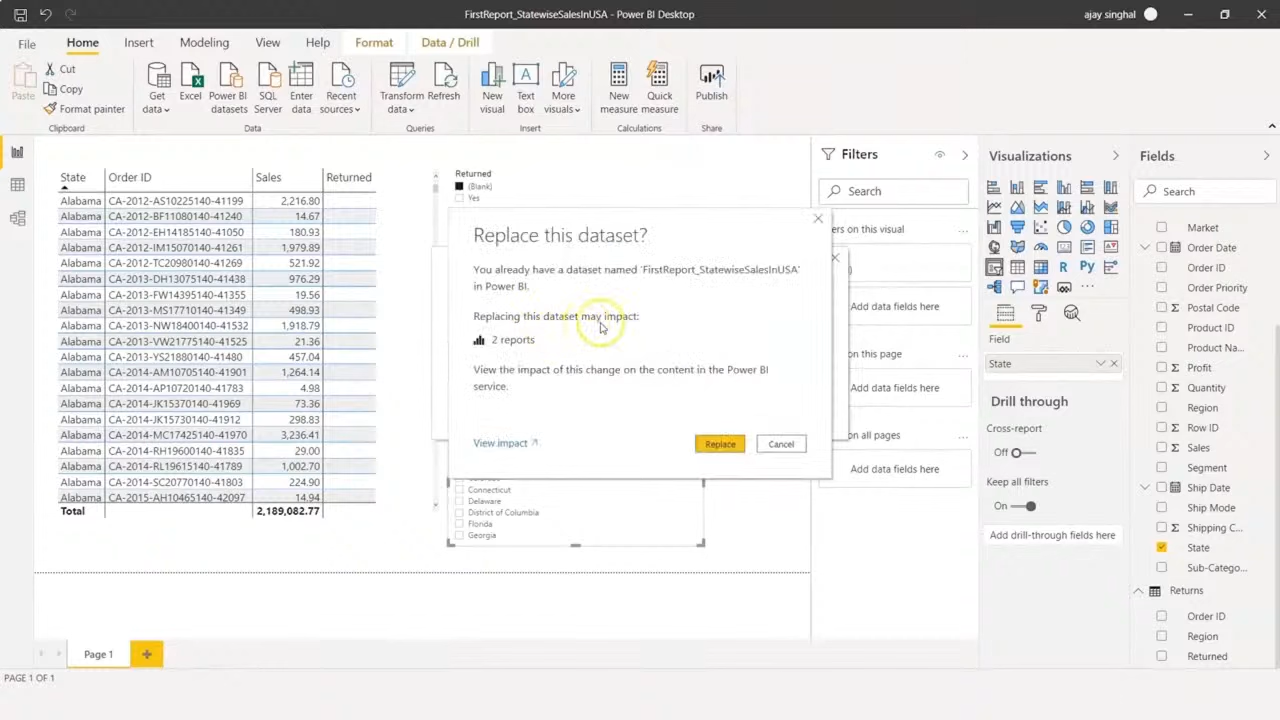 FirstReport_StatewiseSalesInUSA - Power BI Desktop
ajay singhal
File
Home
Insert
Modeling
View
Help
Format
Data / Drill
Paste
Cut
Copy
Format painter
Clipboard
Get data
Excel
Power BI datasets
SQL Server
Enter data
Recent sources
Data
Transform data
Refresh
Queries
New visual
Text box
More visuals
Insert
New measure
Quick measure
Calculations
Publish
Share
State Order ID Sales Returned
Alabama CA-2012-AS10225140-41199 2,216.80
Alabama CA-2012-BF11080140-41240 14.67
Alabama CA-2012-EH14185140-41050 180.93
Alabama CA-2012-IM15070140-41261 1,979.89
Alabama CA-2012-TC20980140-41269 521.92
Alabama CA-2013-DH13075140-41438 976.29
Alabama CA-2013-FW14395140-41355 19.56
Alabama CA-2013-MS17710140-41349 498.93
Alabama CA-2013-NW18400140-41532 1,918.79
Alabama CA-2013-VW21775140-41525 21.36
Alabama CA-2013-YS21880140-41480 457.04
Alabama CA-2014-AM10705140-41901 1,264.14
Alabama CA-2014-AP10720140-41783 4.98
Alabama CA-2014-JK15370140-41969 73.36
Alabama CA-2014-JK15730140-41912 298.83
Alabama CA-2014-MC17425140-41970 3,236.41
Alabama CA-2014-RH19600140-41835 29.00
Alabama CA-2014-RL19615140-41789 1,002.70
Alabama CA-2014-SC20770140-41803 224.90
Alabama CA-2015-AH10465140-42097 14.94
Total 2,189,082.77
Returned
(Blank)
Yes
Replace this dataset?
You already have a dataset named 'FirstReport_StatewiseSalesInUSA'
in Power BI.
Replacing this dataset may impact:
2 reports
View the impact of this change on the content in the Power BI
service.
View impact
Replace
Cancel
Connecticut
Delaware
District of Columbia
Florida
Georgia
Filters
Search
ers on this visual
...
)
Add data fields here
on this page
...
Add data fields here
on all pages
...
Add data fields here
Visualizations
R
Py
...
Field
State
Drill through
Cross-report
Off
Keep all filters
On
Add drill-through fields here
Fields
Search
Market
Order Date
Order ID
Order Priority
Postal Code
Product ID
Product Na...
Profit
Quantity
Region
Row ID
Sales
Segment
Ship Date
Ship Mode
Shipping C...
State
Sub-Catego...
Returns
Order ID
Region
Returned
Page 1
PAGE 1 OF 1